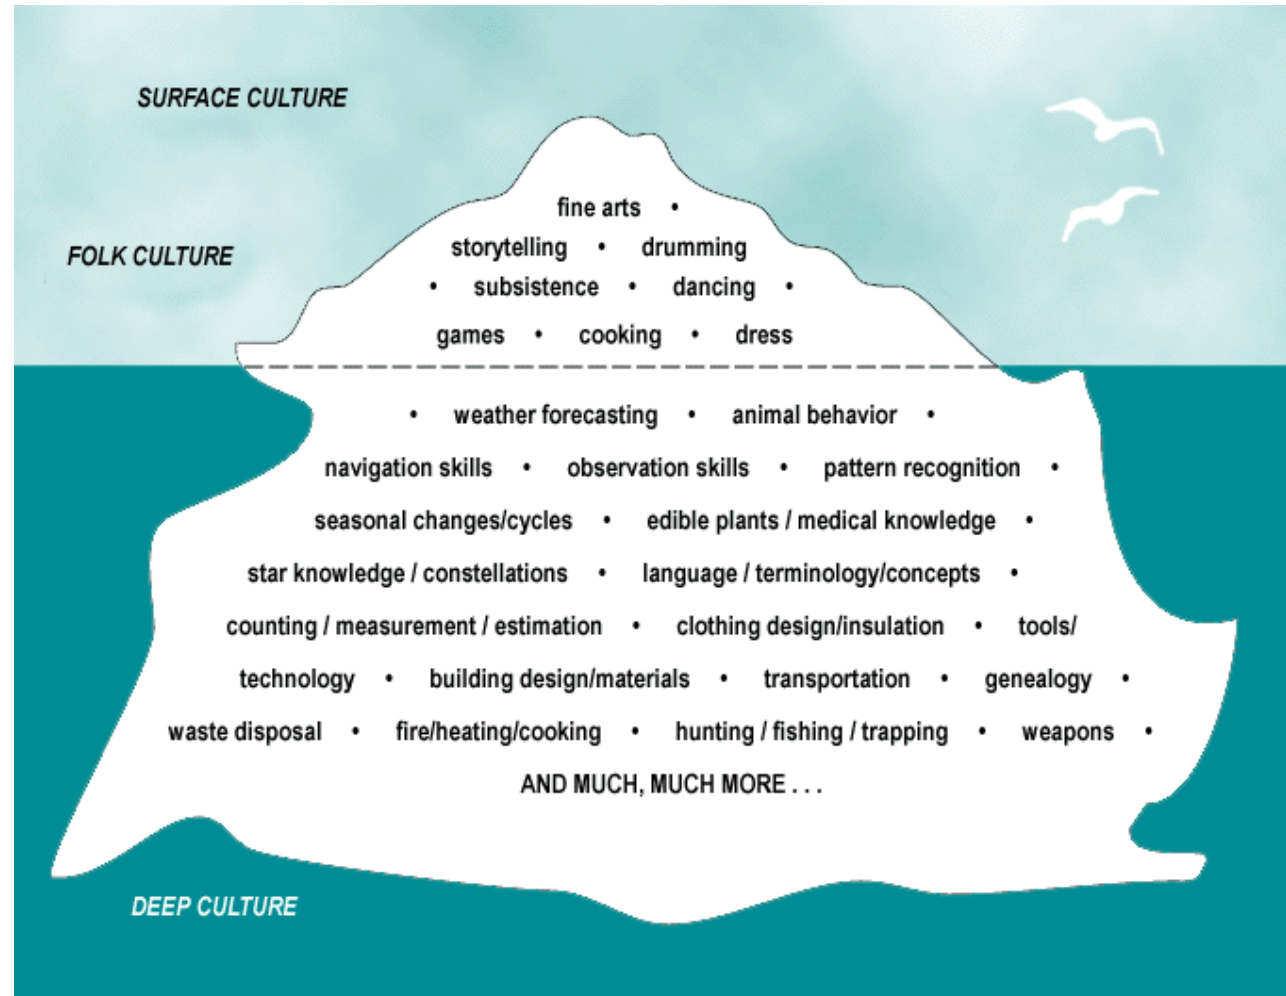 SURFACE CULTURE
fine arts •
FOLK CULTURE
storytelling • drumming
• subsistence • dancing •
games • cooking • dress
• weather forecasting • animal behavior •
navigation skills • observation skills • pattern recognition •
seasonal changes/cycles • edible plants / medical knowledge •
star knowledge / constellations • language / terminology/concepts •
counting / measurement / estimation • clothing design/insulation • tools/
technology • building design/materials • transportation • genealogy •
waste disposal • fire/heating/cooking • hunting / fishing / trapping • weapons •
AND MUCH, MUCH MORE . . .
DEEP CULTURE